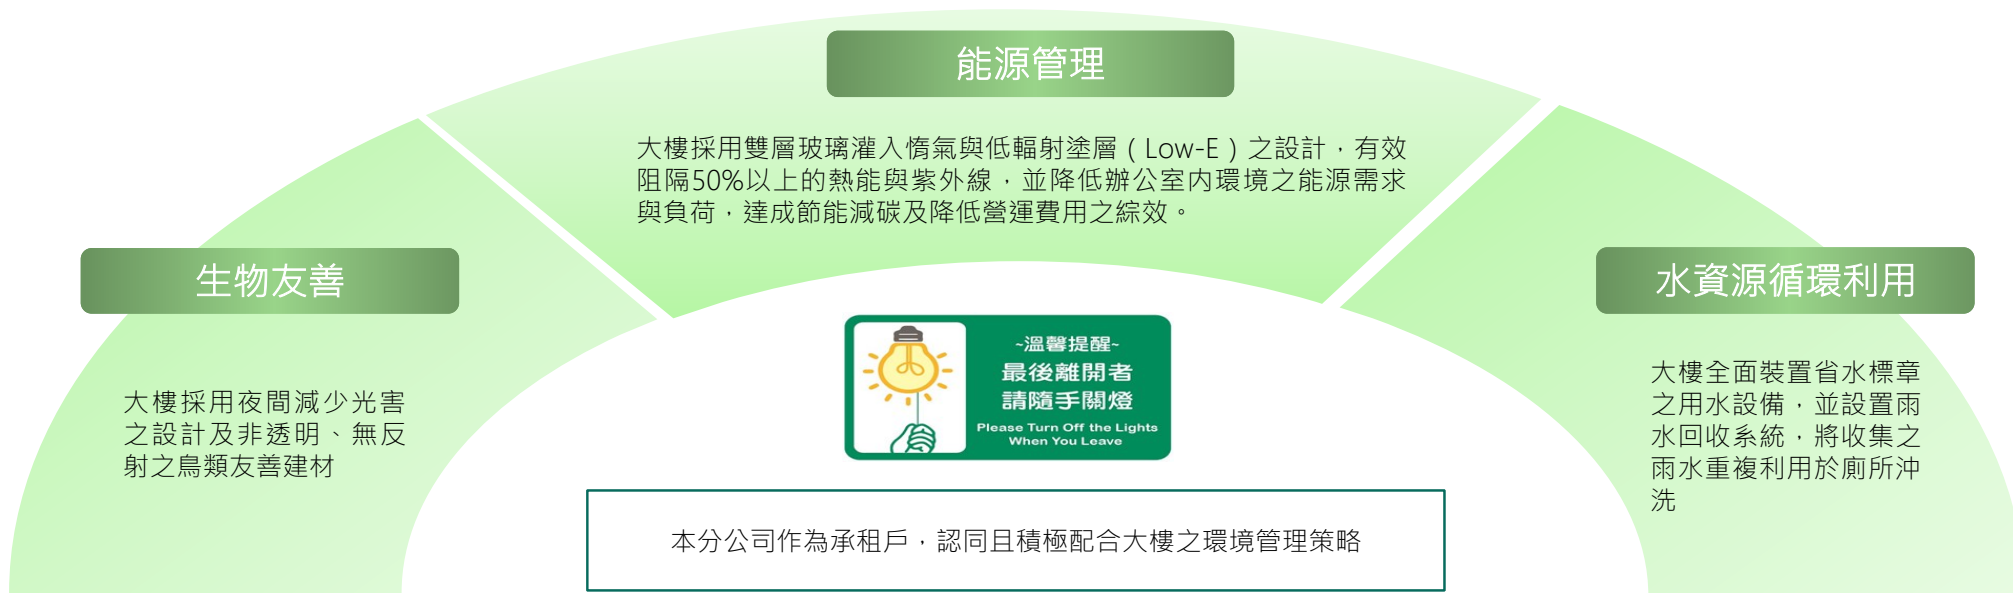 能源管理
大樓採用雙層玻璃灌入惰氣與低輻射塗層（Low-E）之設計，有效
阻隔50%以上的熱能與紫外線，並降低辦公室內環境之能源需求
與負荷，達成節能減碳及降低營運費用之綜效。
生物友善
大樓採用夜間減少光害
之設計及非透明、無反
射之鳥類友善建材
水資源循環利用
大樓全面裝置省水標章
之用水設備，並設置雨
水回收系統，將收集之
雨水重複利用於廁所沖
洗
~溫馨提醒~
最後離開者
請隨手關燈
Please Turn Off the Lights
When You Leave
本分公司作為承租戶，認同且積極配合大樓之環境管理策略